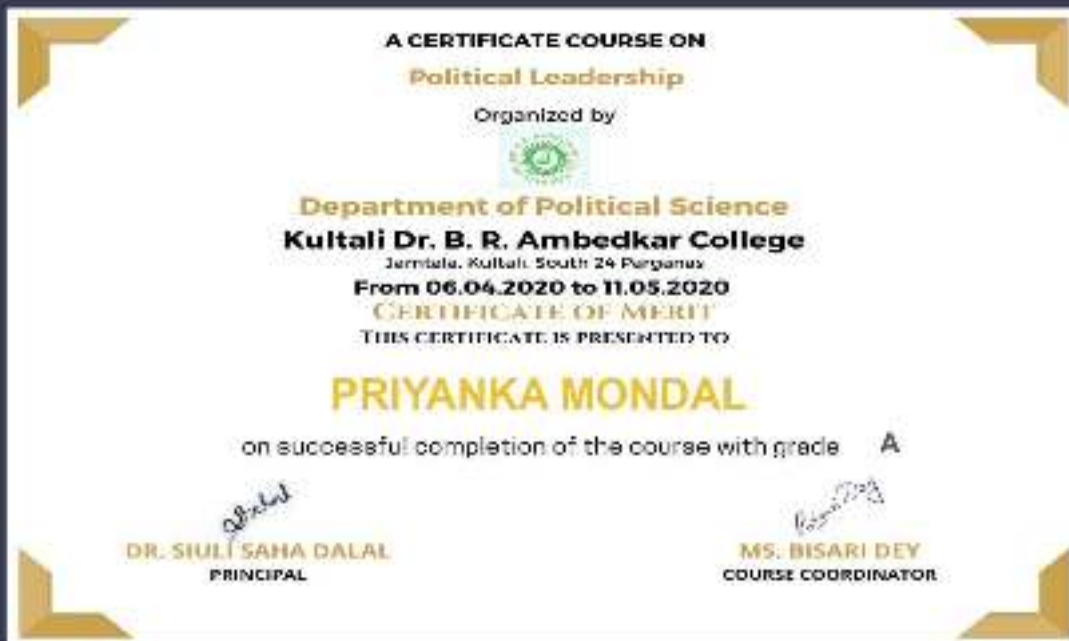 A CERTIFICATE COURSE ON
Political Leadership
Organized by
Department of Political Science
Kultali Dr. B. R. Ambedkar College
Jamtala, Kultali, South 24 Parganas
From 06.04.2020 to 11.05.2020
CERTIFICATE OF MERIT
THIS CERTIFICATE IS PRESENTED TO
PRIYANKA MONDAL
on successful completion of the course with grade A
DR. SIULI SAHA DALAL
PRINCIPAL
MS. BISARI DEY
COURSE COORDINATOR